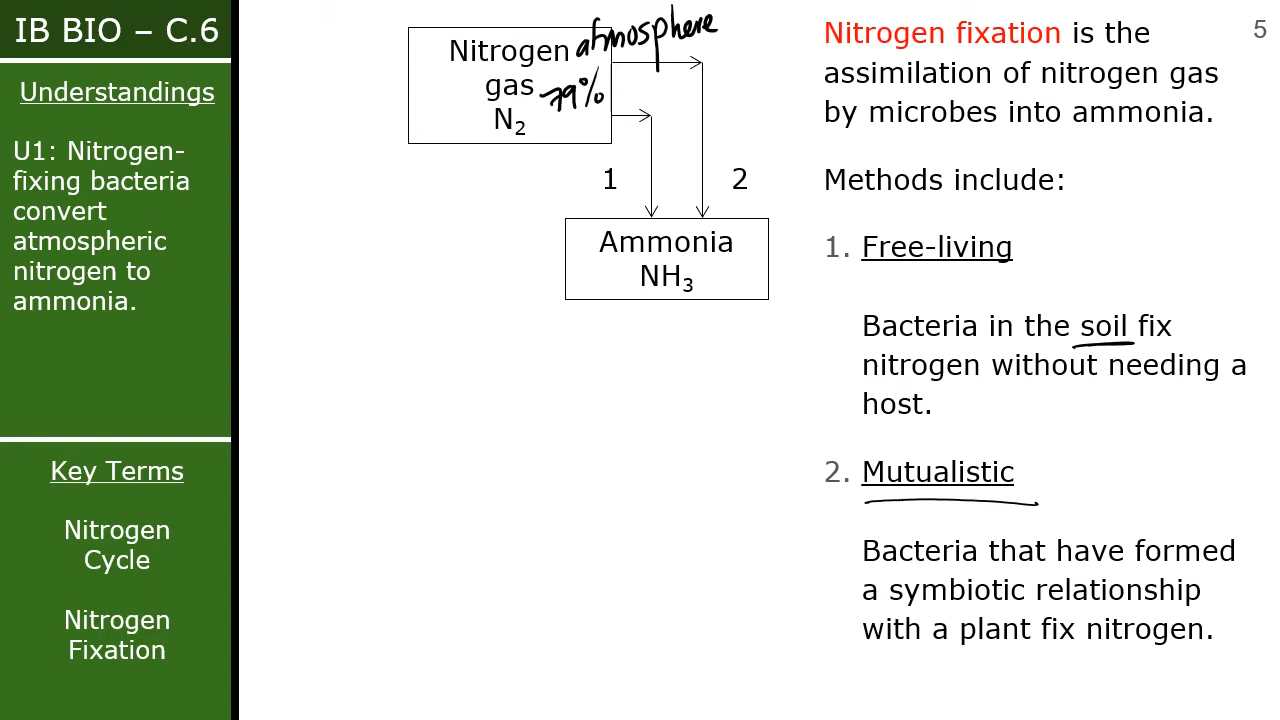 IB BIO – C.6
Understandings
U1: Nitrogen-
fixing bacteria
convert
atmospheric
nitrogen to
ammonia.
Key Terms
Nitrogen
Cycle
Nitrogen
Fixation
Nitrogen atmosphere
gas 79%
N₂
1 2
Ammonia
NH₃
Nitrogen fixation is the
assimilation of nitrogen gas
by microbes into ammonia.
Methods include:
1. Free-living
Bacteria in the soil fix
nitrogen without needing a
host.
2. Mutualistic
Bacteria that have formed
a symbiotic relationship
with a plant fix nitrogen.
5